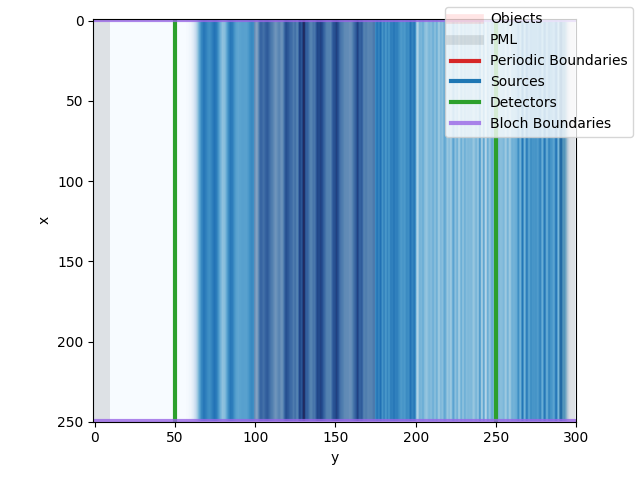 Objects
PML
Periodic Boundaries
Sources
Detectors
Bloch Boundaries
0
50
100
150
200
250
x
0 50 100 150 200 250 300
y